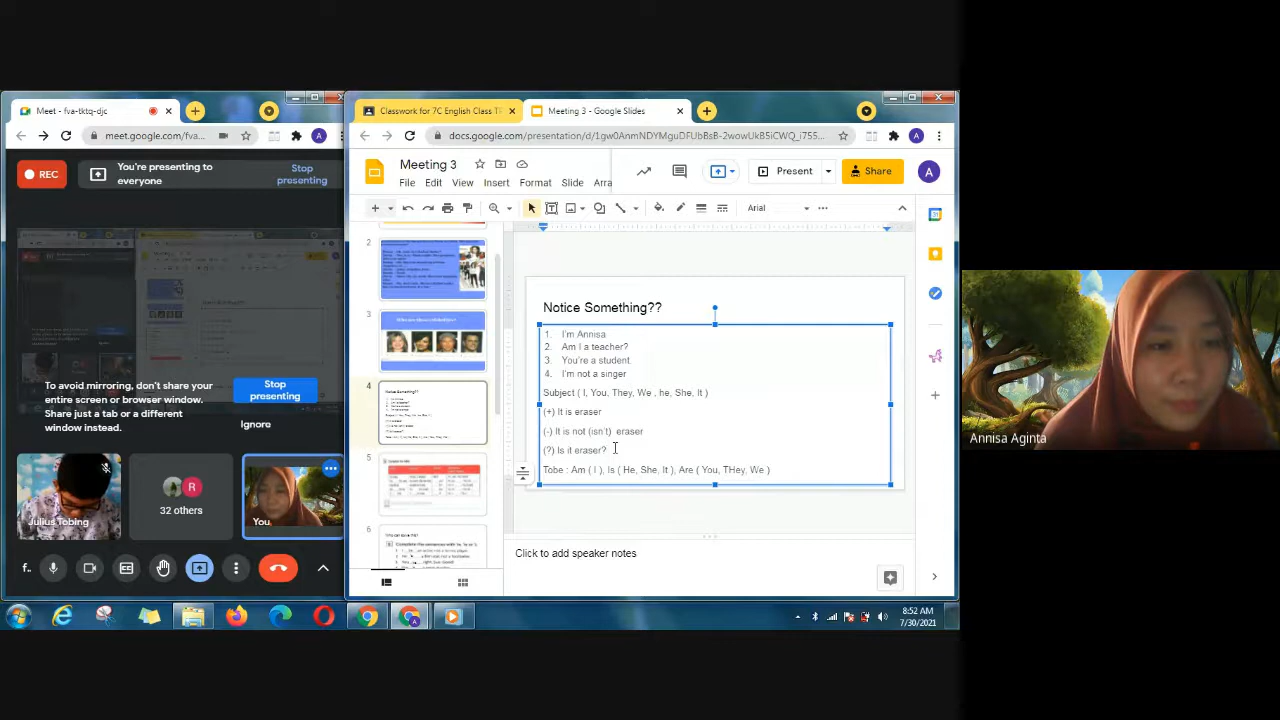 Meet - fva-tktq-djc
meet.google.com/fva...
REC
You're presenting to everyone
Stop presenting
To avoid mirroring, don't share your
entire screen or browser window.
Share just a tab or a different
window instead.
Stop presenting
Ignore
Julius Tobing
32 others
You
f..
Classwork for 7C English Class T
Meeting 3 - Google Slides
Meeting 3
File Edit View Insert Format Slide Arra
Present
Share
A
Arial
2
3
4
5
6
Notice Something??
1. I'm Annisa
2. Am I a teacher?
3. You're a student.
4. I'm not a singer
Subject ( I, You, They, We , he, She, It )
(+) It is eraser
(-) It is not (isn't) eraser
(?) Is it eraser?
Tobe : Am ( I ), Is ( He, She, It ), Are ( You, THey, We )
Click to add speaker notes
8:52 AM
7/30/2021
Annisa Aginta